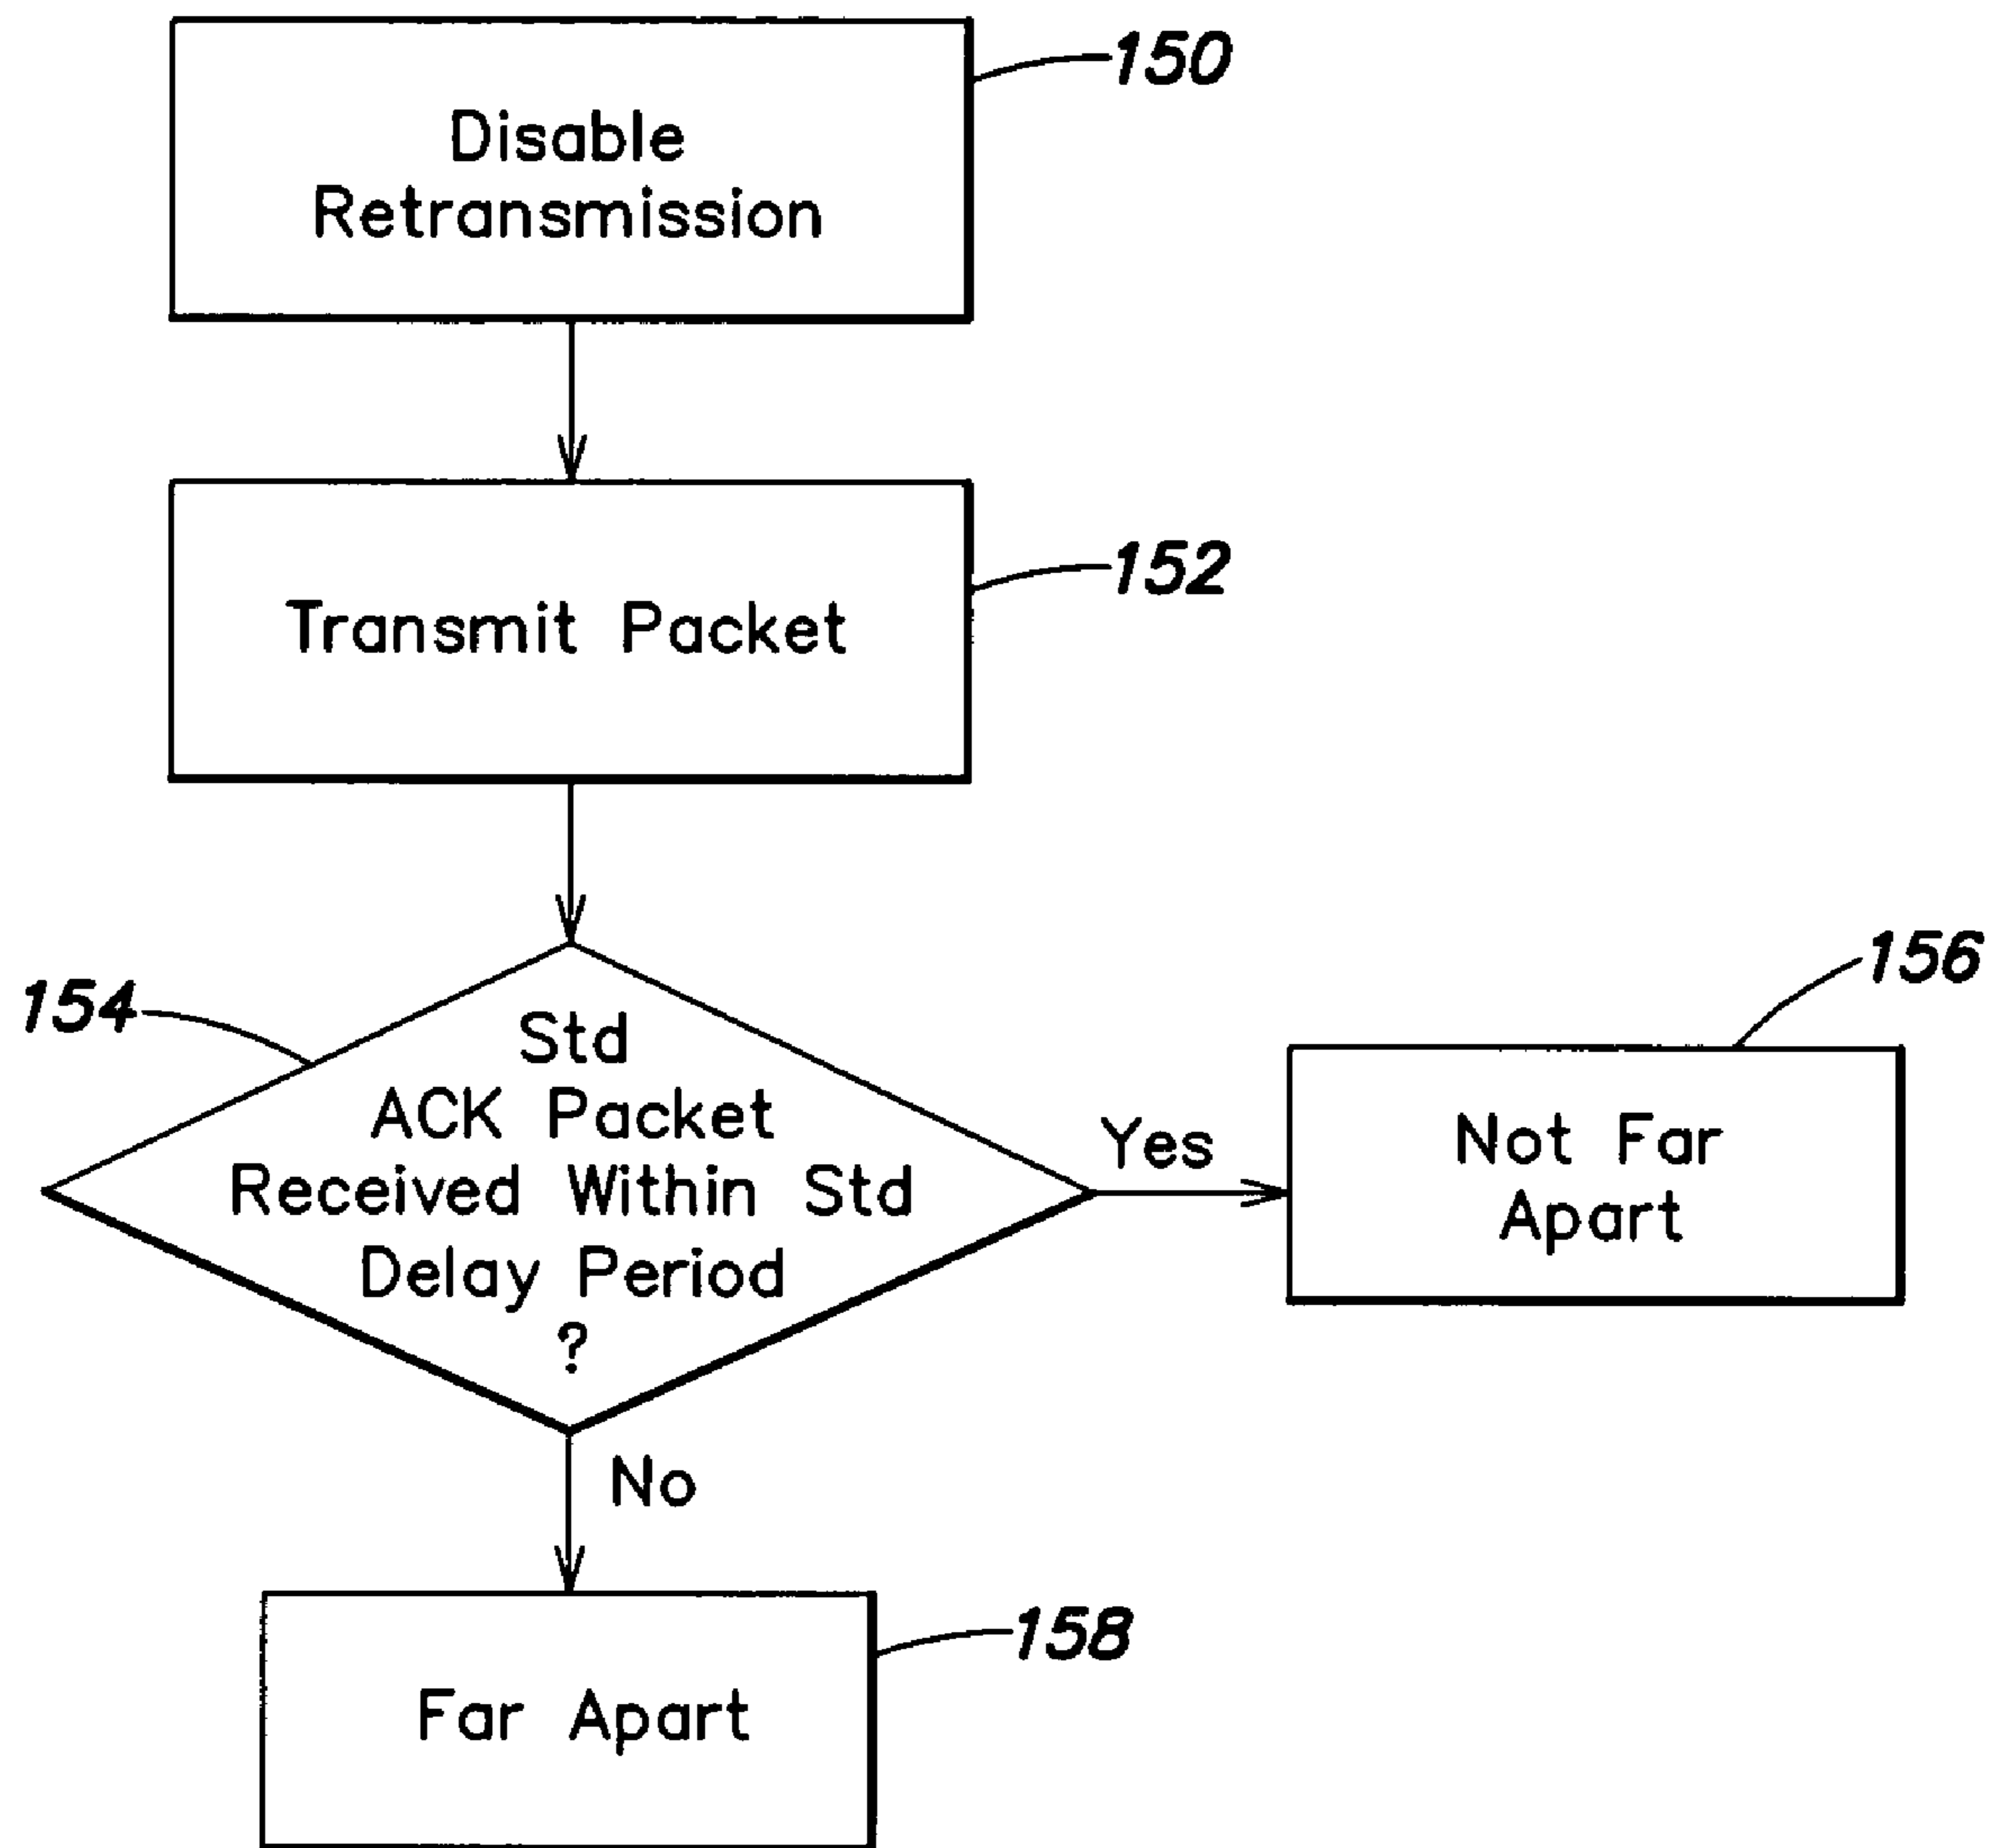 150
Disable
Retransmission
152
Transmit Packet
154
Std
ACK Packet
Received Within Std
Delay Period
?
Yes
156
Not Far
Apart
No
158
Far Apart